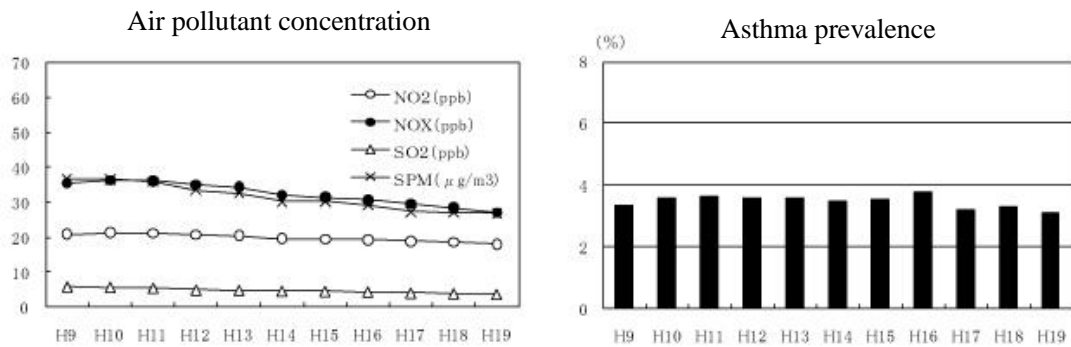 Air pollutant concentration
70
60
50
40
30
20
10
0
NO2(ppb)
NOX(ppb)
SO2(ppb)
SPM(μg/m3)
H9 H10 H11 H12 H13 H14 H15 H16 H17 H18 H19
Asthma prevalence
(%)
8
6
4
2
0
H9 H10 H11 H12 H13 H14 H15 H16 H17 H18 H19